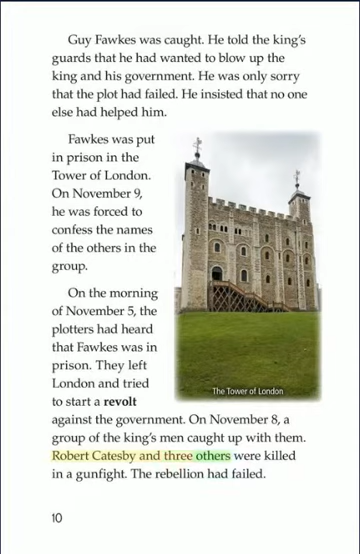 Guy Fawkes was caught. He told the king's
guards that he had wanted to blow up the
king and his government. He was only sorry
that the plot had failed. He insisted that no one
else had helped him.
Fawkes was put
in prison in the
Tower of London.
On November 9,
he was forced to
confess the names
of the others in the
group.
On the morning
of November 5, the
plotters had heard
that Fawkes was in
prison. They left
London and tried
to start a revolt
against the government. On November 8, a
group of the king's men caught up with them.
Robert Catesby and three others were killed
in a gunfight. The rebellion had failed.
The Tower of London
10